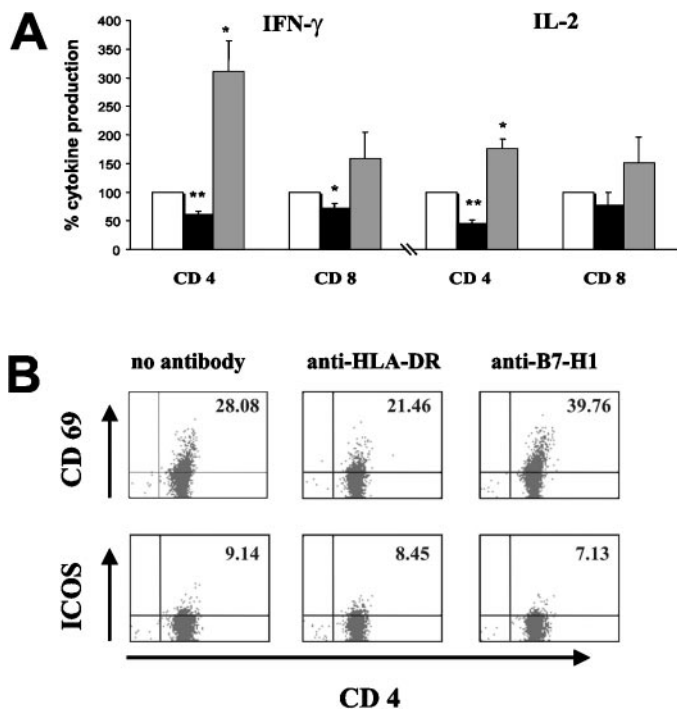 A
IFN-γ
IL-2
% cytokine production
400
350
300
250
200
150
100
50
0
*
**
*
*
**
CD 4
CD 8
CD 4
CD 8
B
no antibody
anti-HLA-DR
anti-B7-H1
CD 69
28.08
21.46
39.76
ICOS
9.14
8.45
7.13
CD 4